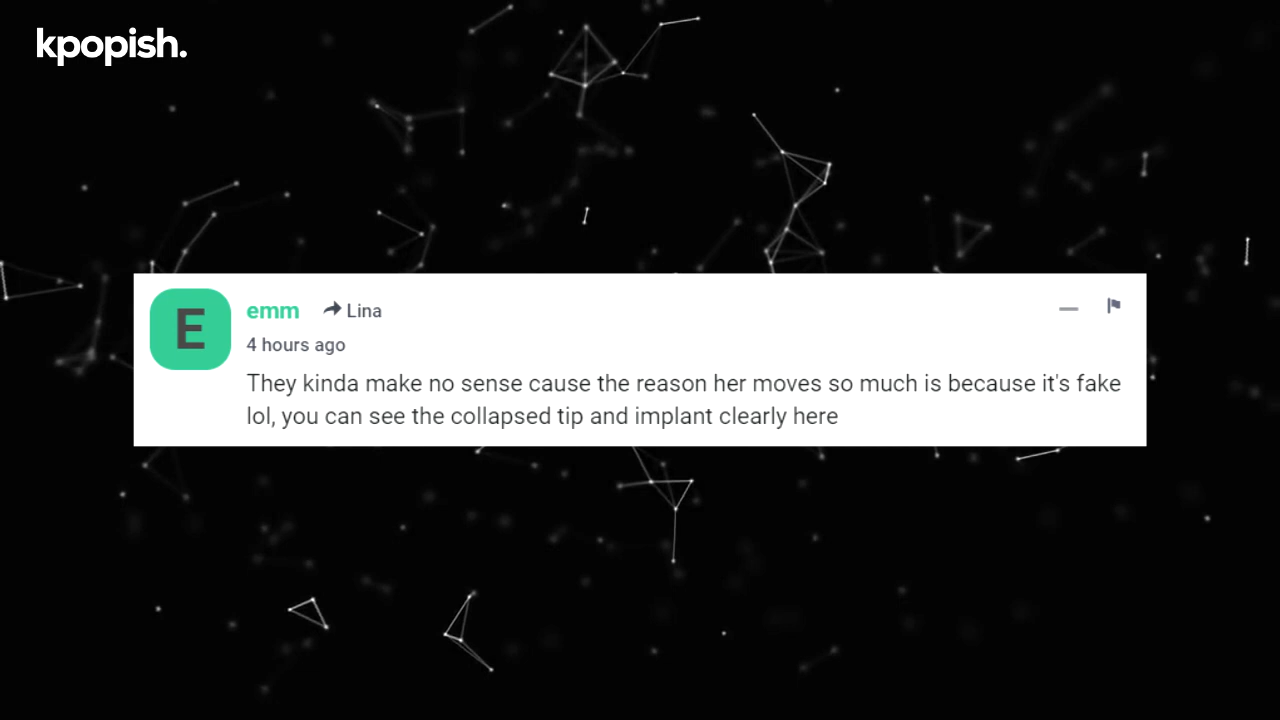 kpopish.
E
emm Lina
4 hours ago
They kinda make no sense cause the reason her moves so much is because it's fake
lol, you can see the collapsed tip and implant clearly here